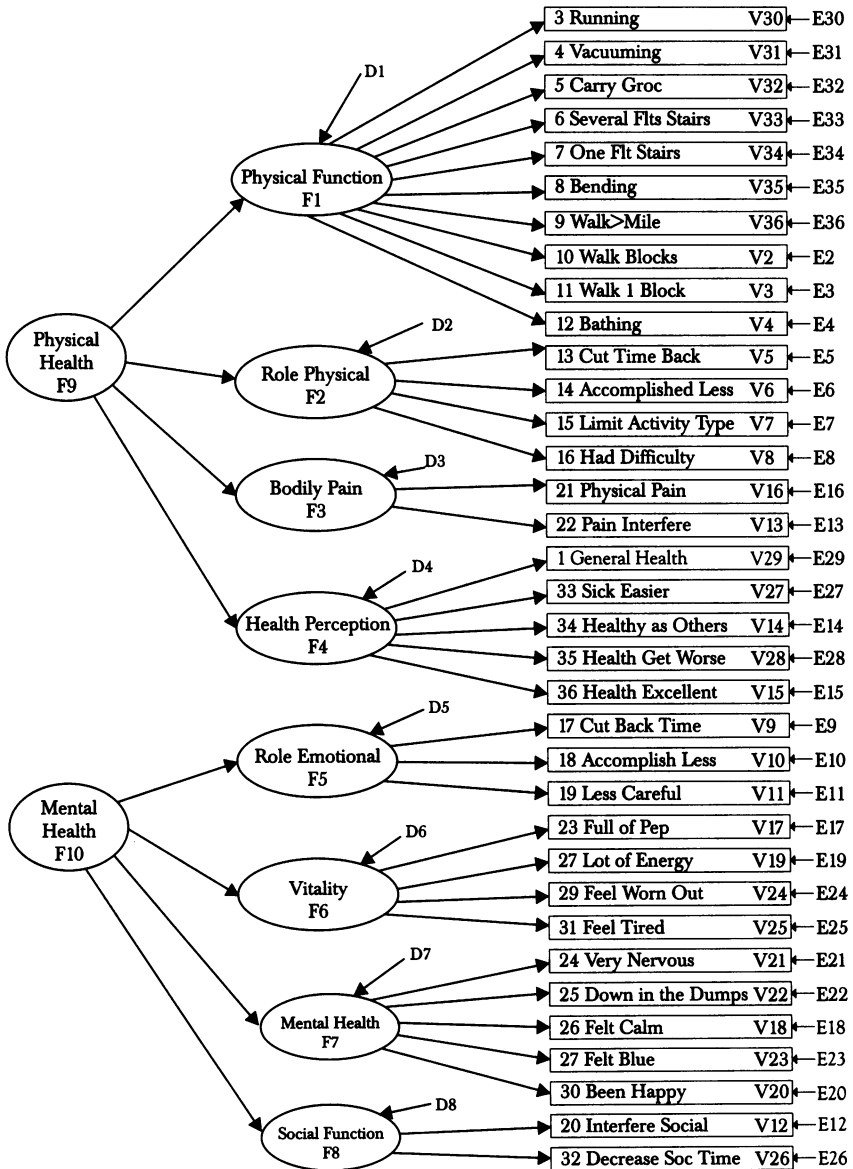 3 Running V30 E30
4 Vacuuming V31 E31
D1
5 Carry Groc V32 E32
6 Several Flts Stairs V33 E33
7 One Flt Stairs V34 E34
Physical Function
F1
8 Bending V35 E35
9 Walk>Mile V36 E36
10 Walk Blocks V2 E2
11 Walk 1 Block V3 E3
12 Bathing V4 E4
Physical
Health
F9
D2
13 Cut Time Back V5 E5
Role Physical
F2
14 Accomplished Less V6 E6
15 Limit Activity Type V7 E7
16 Had Difficulty V8 E8
D3
Bodily Pain
F3
21 Physical Pain V16 E16
22 Pain Interfere V13 E13
D4
1 General Health V29 E29
33 Sick Easier V27 E27
Health Perception
F4
34 Healthy as Others V14 E14
35 Health Get Worse V28 E28
36 Health Excellent V15 E15
D5
17 Cut Back Time V9 E9
Role Emotional
F5
18 Accomplish Less V10 E10
19 Less Careful V11 E11
Mental
Health
F10
D6
23 Full of Pep V17 E17
27 Lot of Energy V19 E19
Vitality
F6
29 Feel Worn Out V24 E24
31 Feel Tired V25 E25
D7
24 Very Nervous V21 E21
25 Down in the Dumps V22 E22
Mental Health
F7
26 Felt Calm V18 E18
27 Felt Blue V23 E23
30 Been Happy V20 E20
D8
Social Function
F8
20 Interfere Social V12 E12
32 Decrease Soc Time V26 E26